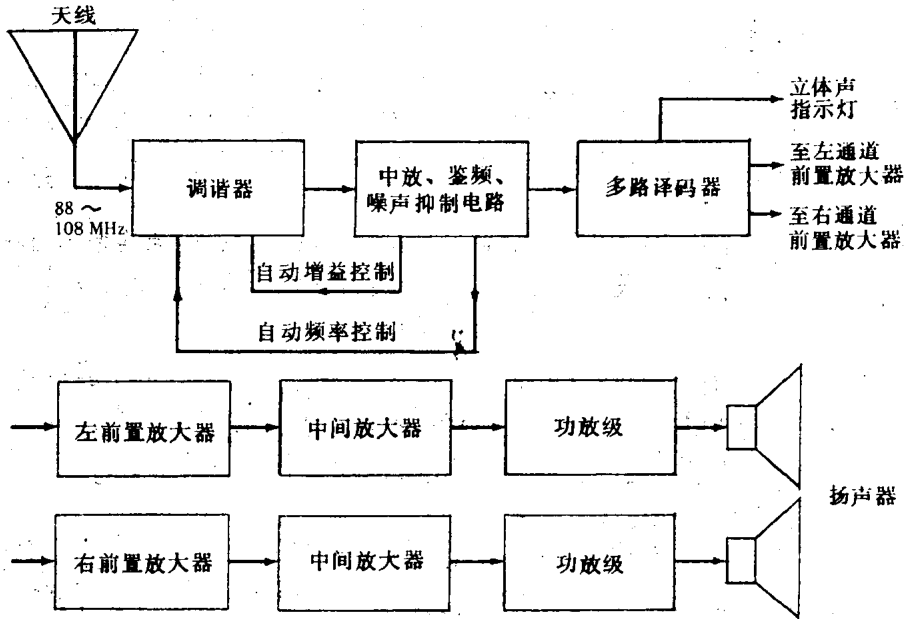 天线
立体声
指示灯
调谐器
中放、鉴频、
噪声抑制电路
多路译码器
至左通道
前置放大器
至右通道
前置放大器
88～
108 MHz
自动增益控制
自动频率控制
左前置放大器
中间放大器
功放级
扬声器
右前置放大器
中间放大器
功放级